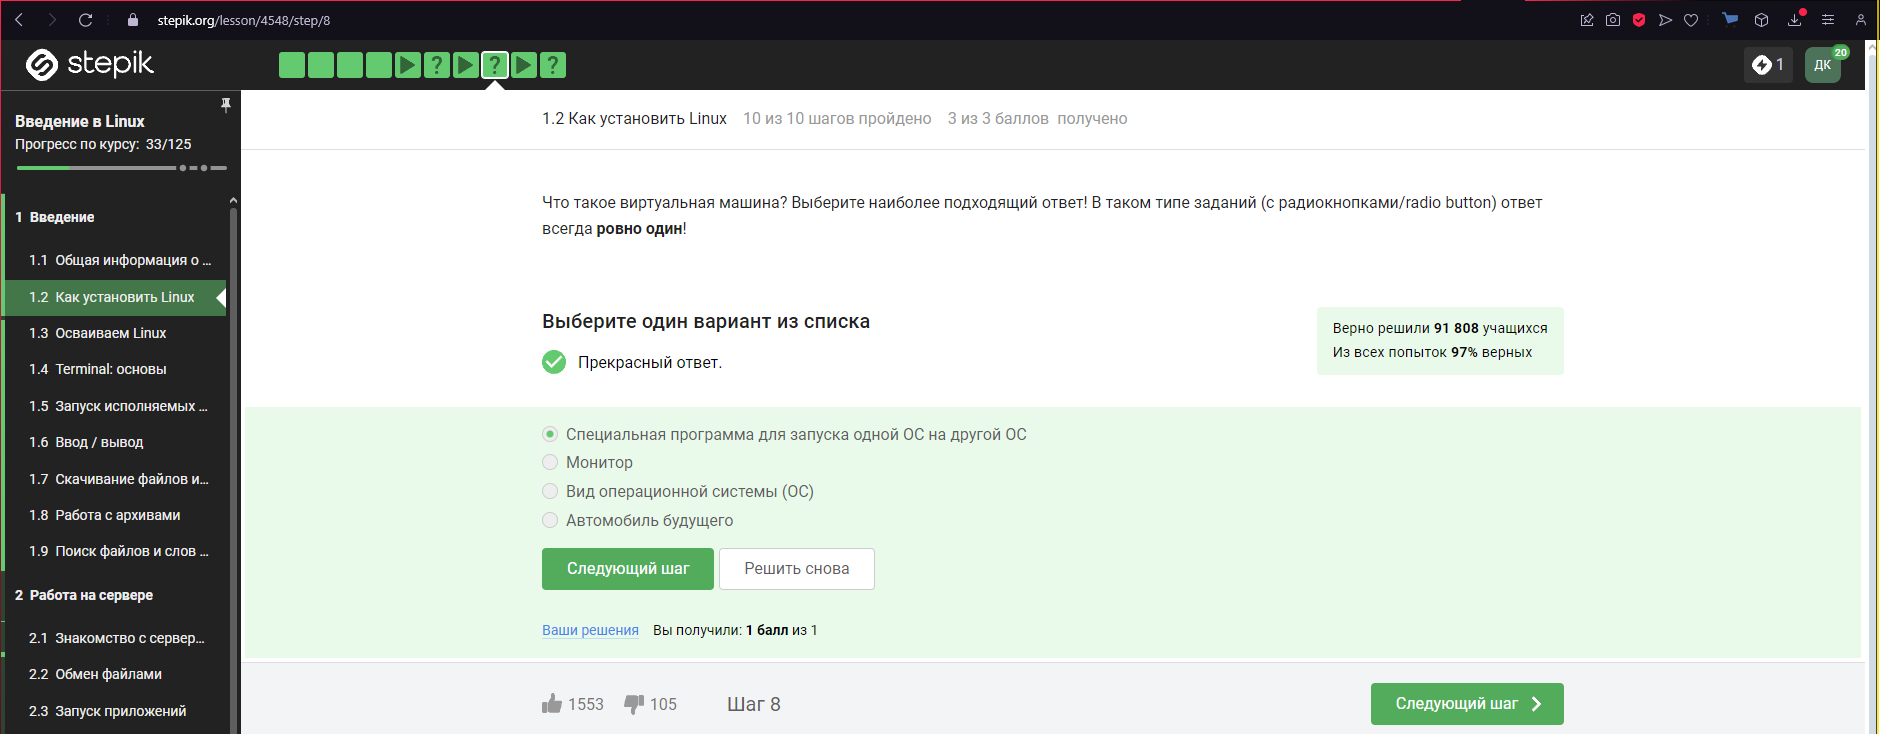 stepik.org/lesson/4548/step/8
stepik
? ? ?
1
ДК
20
Введение в Linux
Прогресс по курсу: 33/125
1 Введение
1.1 Общая информация о ...
1.2 Как установить Linux
1.3 Осваиваем Linux
1.4 Terminal: основы
1.5 Запуск исполняемых ...
1.6 Ввод / вывод
1.7 Скачивание файлов и...
1.8 Работа с архивами
1.9 Поиск файлов и слов ...
2 Работа на сервере
2.1 Знакомство с сервер...
2.2 Обмен файлами
2.3 Запуск приложений
1.2 Как установить Linux 10 из 10 шагов пройдено 3 из 3 баллов получено
Что такое виртуальная машина? Выберите наиболее подходящий ответ! В таком типе заданий (с радиокнопками/radio button) ответ
всегда ровно один!
Выберите один вариант из списка
Прекрасный ответ.
Верно решили 91 808 учащихся
Из всех попыток 97% верных
Специальная программа для запуска одной ОС на другой ОС
Монитор
Вид операционной системы (ОС)
Автомобиль будущего
Следующий шаг Решить снова
Ваши решения Вы получили: 1 балл из 1
1553 105 Шаг 8 Следующий шаг